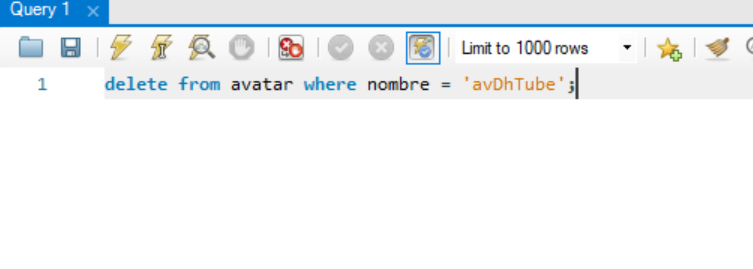 Query 1
Limit to 1000 rows
1 delete from avatar where nombre = 'avDhTube';